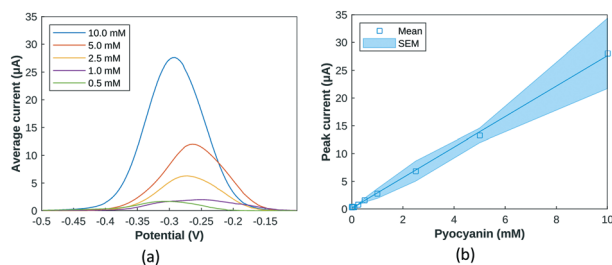 (a)
Average current (µA)
35
30
25
20
15
10
5
0
10.0 mM
5.0 mM
2.5 mM
1.0 mM
0.5 mM
-0.5 -0.45 -0.4 -0.35 -0.3 -0.25 -0.2 -0.15
Potential (V)
(a)
(b)
Peak current (µA)
35
30
25
20
15
10
5
0
Mean
SEM
0 2 4 6 8 10
Pyocyanin (mM)
(b)